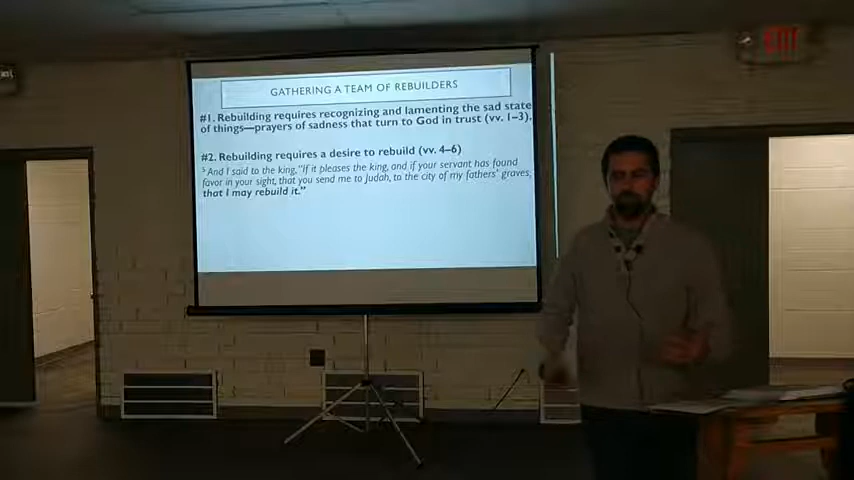 GATHERING A TEAM OF REBUILDERS
#1. Rebuilding requires recognizing and lamenting the sad state
of things—prayers of sadness that turn to God in trust (vv. 1-3).
#2. Rebuilding requires a desire to rebuild (vv. 4-6)
5 And I said to the king, "If it pleases the king, and if your servant has found
favor in your sight, that you send me to Judah, to the city of my fathers' graves,
that I may rebuild it."
EXIT